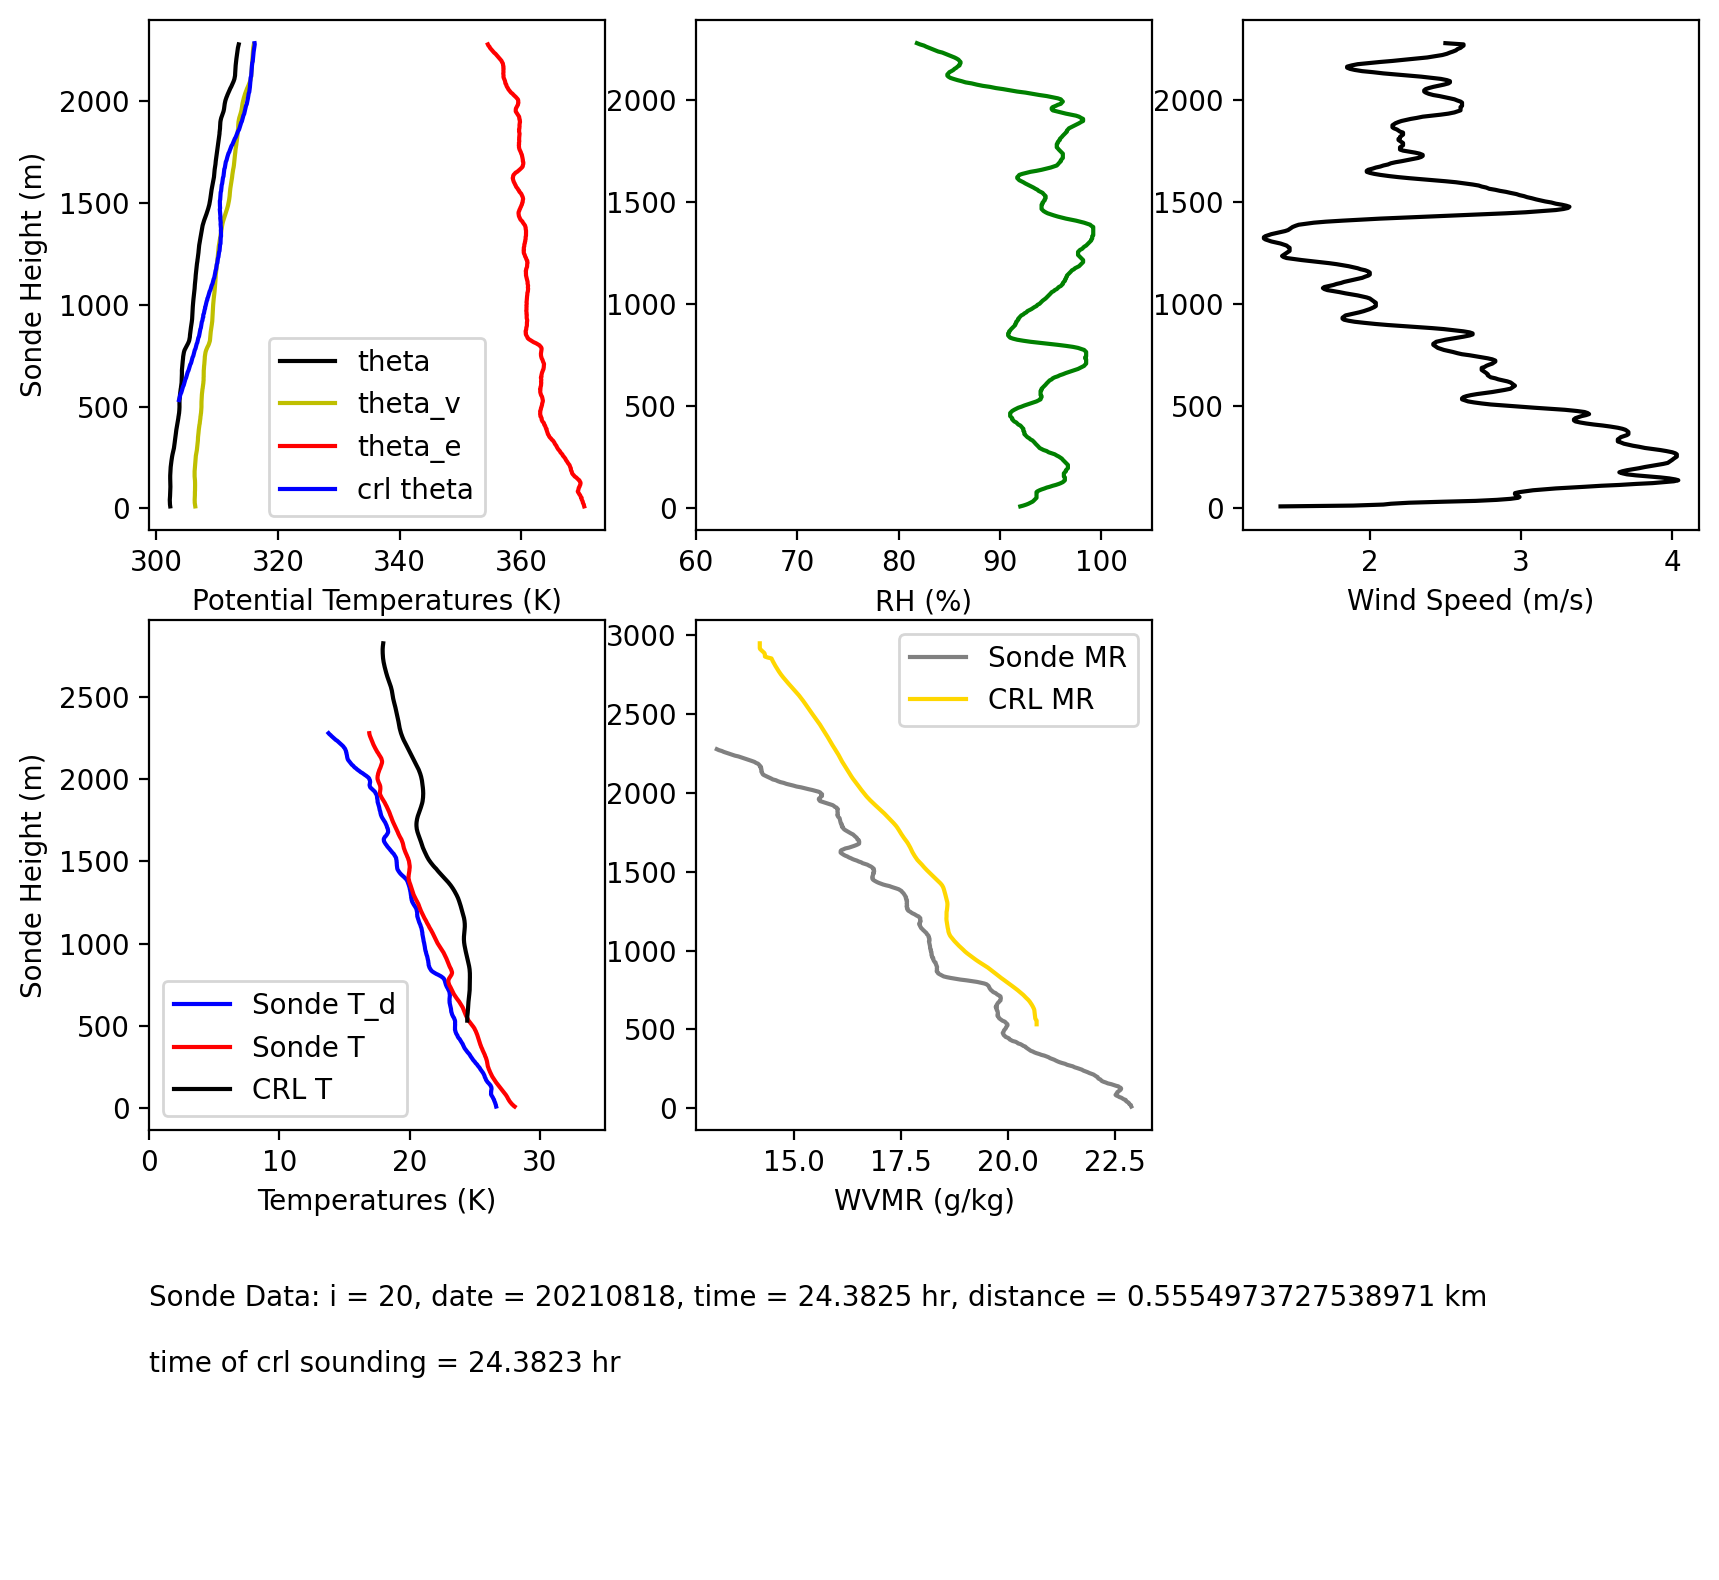 Sonde Height (m)
2000
1500
1000
500
0
theta
theta_v
theta_e
crl theta
300 320 340 360
Potential Temperatures (K)
2000
1500
1000
500
0
60 70 80 90 100
RH (%)
2000
1500
1000
500
0
2 3 4
Wind Speed (m/s)
Sonde Height (m)
2500
2000
1500
1000
500
0
Sonde T_d
Sonde T
CRL T
0 10 20 30
Temperatures (K)
3000
2500
2000
1500
1000
500
0
Sonde MR
CRL MR
15.0 17.5 20.0 22.5
WVMR (g/kg)
Sonde Data: i = 20, date = 20210818, time = 24.3825 hr, distance = 0.5554973727538971 km
time of crl sounding = 24.3823 hr